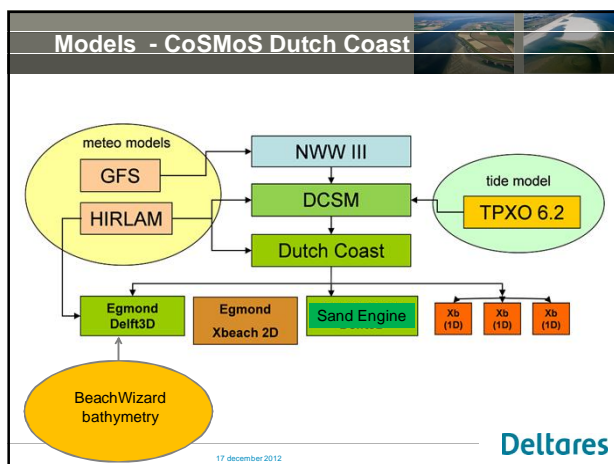 Models - CoSMoS Dutch Coast
meteo models
GFS
HIRLAM
NWW III
DCSM
Dutch Coast
tide model
TPXO 6.2
Egmond
Delft3D
Egmond
Xbeach 2D
Sand Engine
Xb
(1D)
Xb
(1D)
Xb
(1D)
BeachWizard
bathymetry
17 december 2012
Deltares